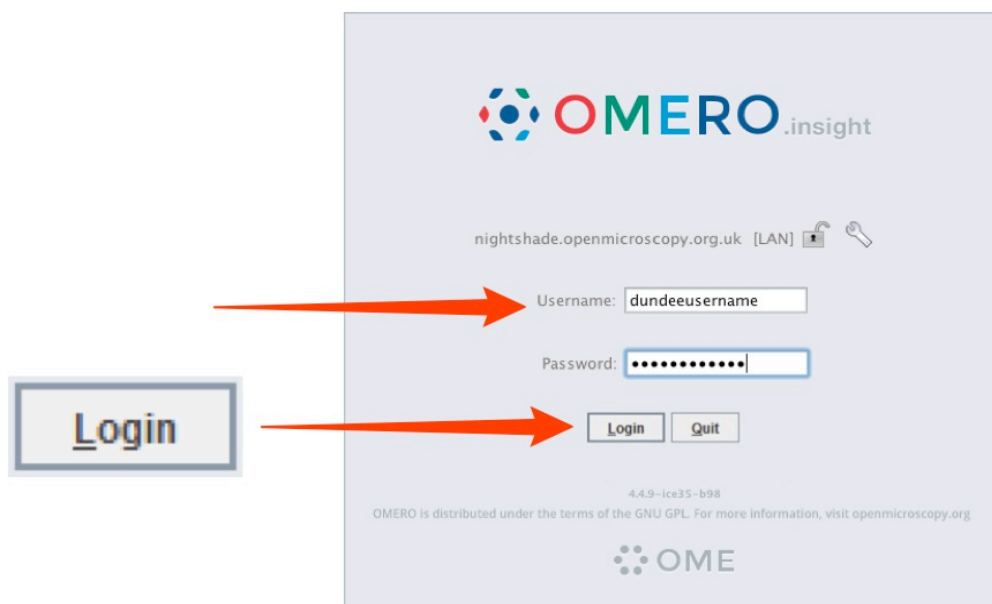 OMERO.insight
nightshade.openmicroscopy.org.uk [LAN]
Username: dundeeusername
Password: ••••••••••••
Login
Login Quit
4.4.9-ice35-b98
OMERO is distributed under the terms of the GNU GPL. For more information, visit openmicroscopy.org
OME